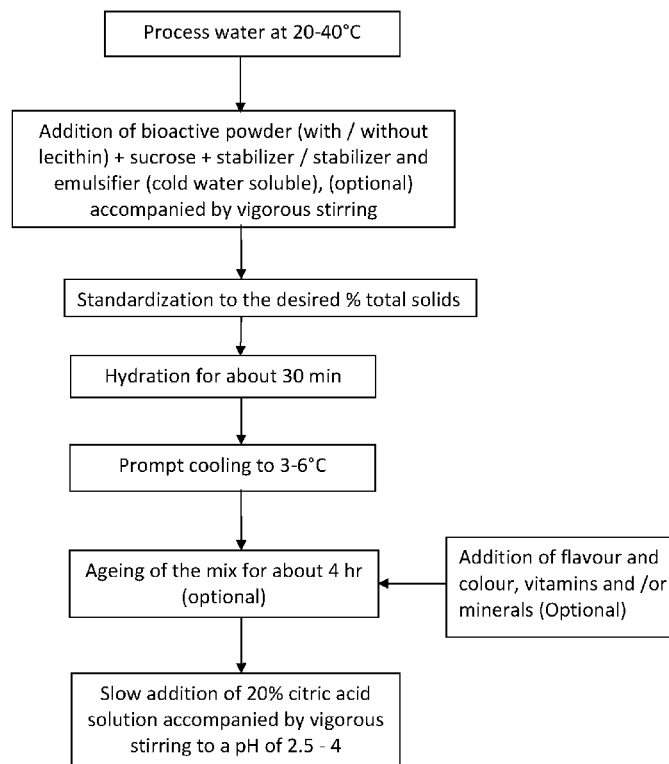 Process water at 20-40°C
Addition of bioactive powder (with / without
lecithin) + sucrose + stabilizer / stabilizer and
emulsifier (cold water soluble), (optional)
accompanied by vigorous stirring
Standardization to the desired % total solids
Hydration for about 30 min
Prompt cooling to 3-6°C
Ageing of the mix for about 4 hr
(optional)
Addition of flavour and
colour, vitamins and /or
minerals (Optional)
Slow addition of 20% citric acid
solution accompanied by vigorous
stirring to a pH of 2.5 - 4